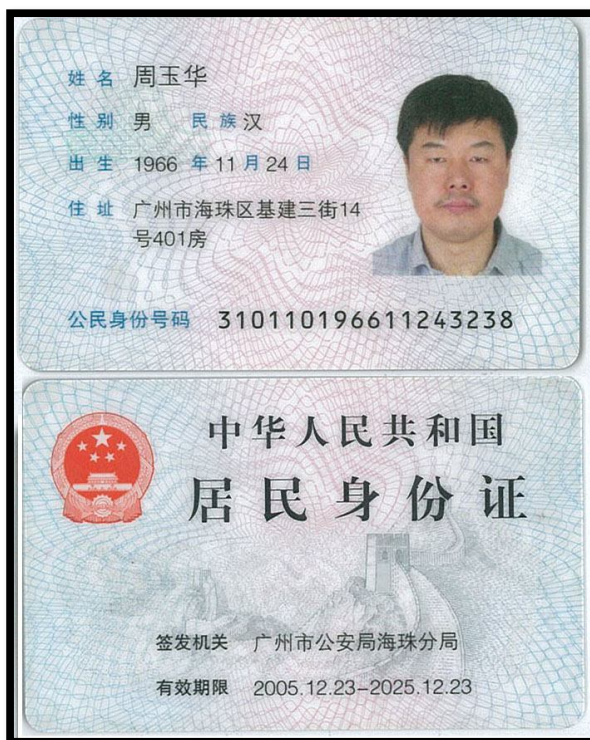 姓名 周玉华
性别 男 民族 汉
出生 1966 年 11 月 24 日
住址 广州市海珠区基建三街14
号401房
公民身份号码 310110196611243238
中华人民共和国
居民身份证
签发机关 广州市公安局海珠分局
有效期限 2005.12.23-2025.12.23